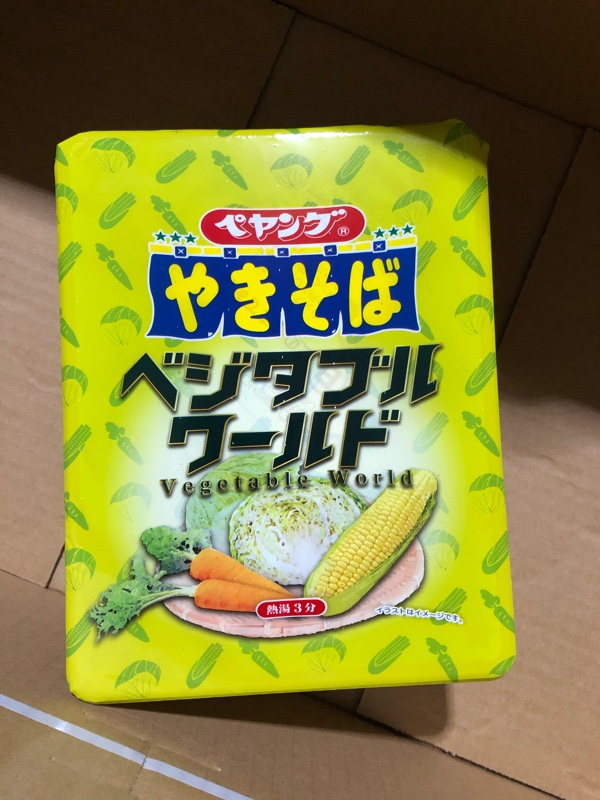 ペヤング®
やきそば
ベジタブル
ワールド
Vegetable World
熱湯3分
イラストはイメージです。